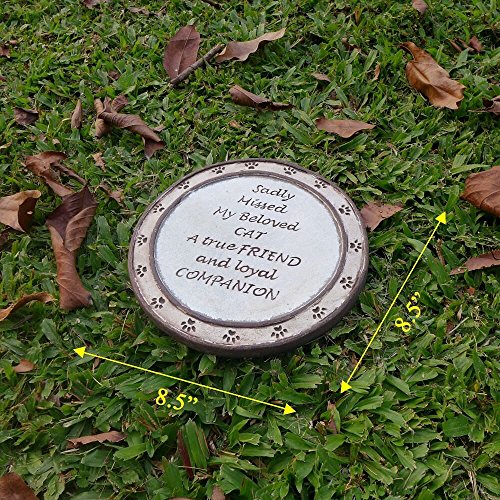 Sadly
Missed
My Beloved
CAT
A true FRIEND
and loyal
COMPANION
8.5”
8.5”